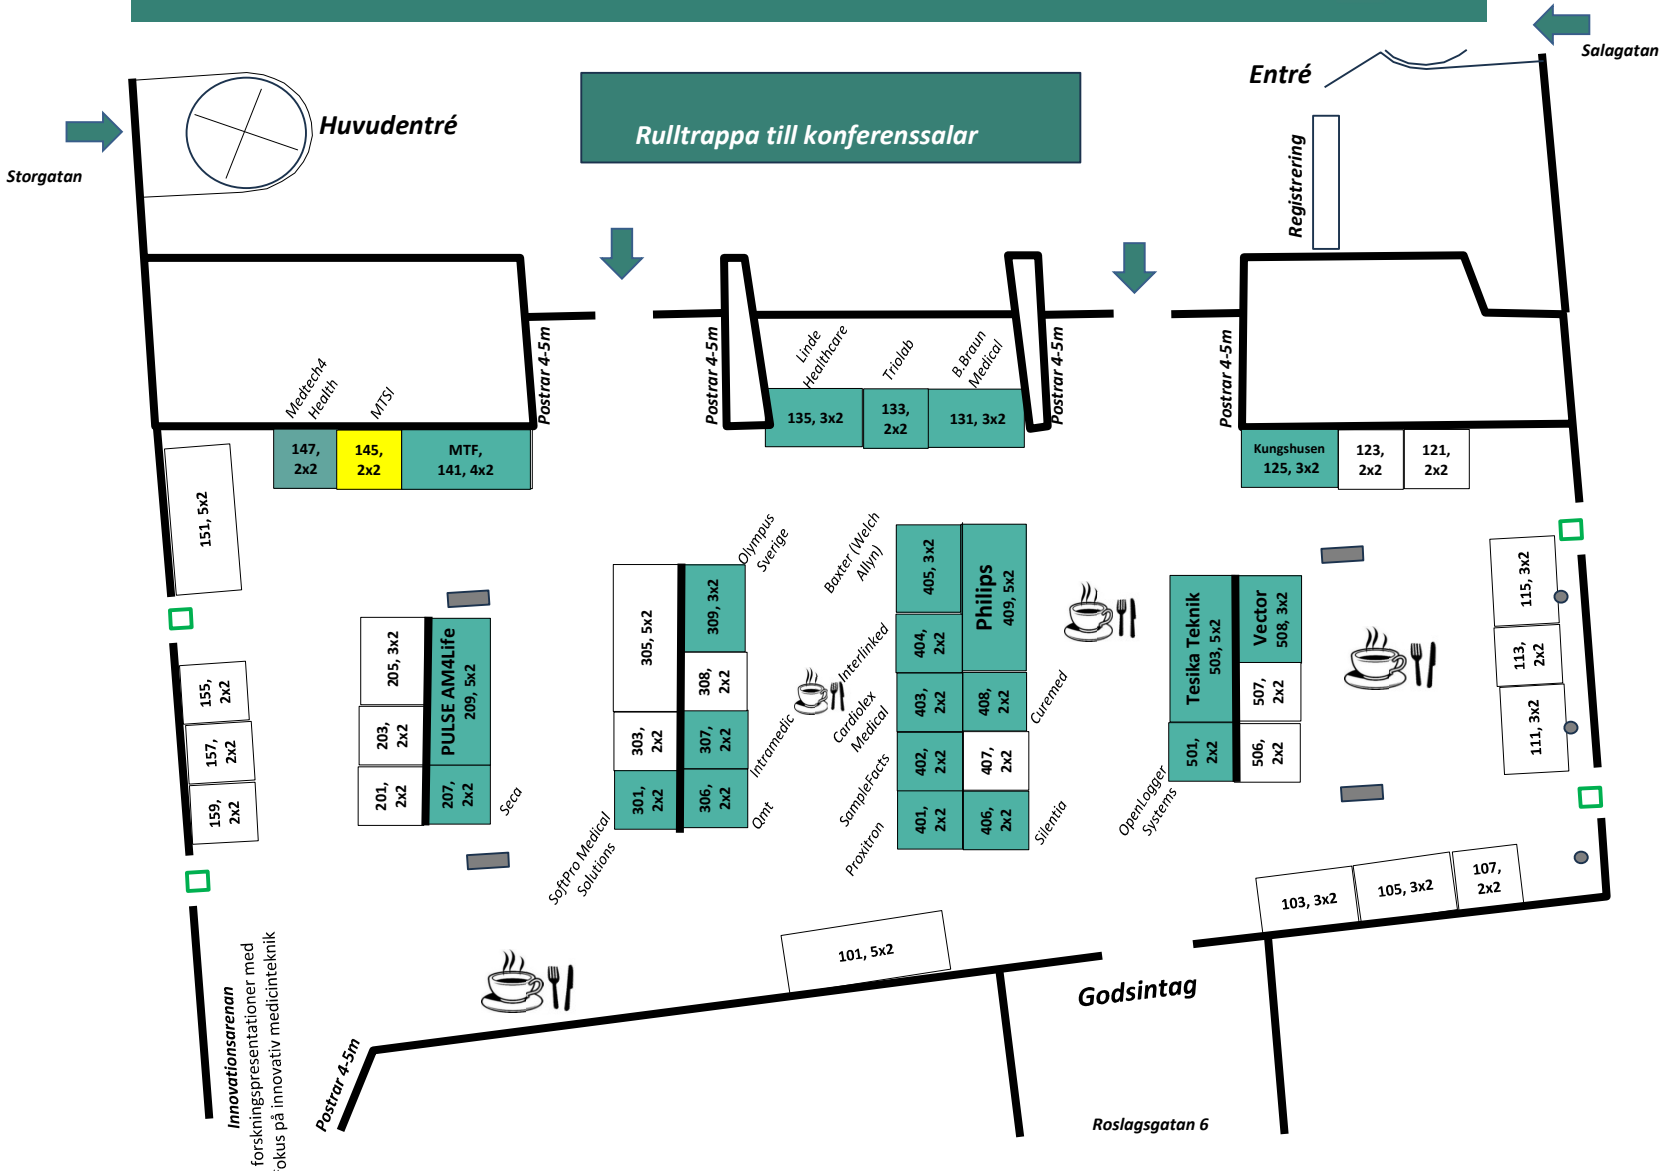 Salagatan
Entré
Huvudentré
Rulltrappa till konferenssalar
Storgatan
Registrering
Postrar 4-5m
Postrar 4-5m
Postrar 4-5m
Postrar 4-5m
Medtech4
Health
MTSI
Linde
Healthcare
Triolab
B.Braun
Medical
147,
2x2
145,
2x2
MTF,
141, 4x2
135, 3x2
133,
2x2
131, 3x2
Kungshusen
125, 3x2
123,
2x2
121,
2x2
151, 5x2
155,
2x2
157,
2x2
159,
2x2
205, 3x2
203,
2x2
201,
2x2
PULSE AM4Life
209, 5x2
207,
2x2
Seca
305, 5x2
303,
2x2
301,
2x2
SoftPro Medical
Solutions
Olympus
Sverige
309, 3x2
308,
2x2
307,
2x2
306,
2x2
Intramedic
Qmt
Baxter (Welch
Allyn)
Interlinked
Cardiolex
Medical
SampleFacts
Proxitron
405, 3x2
404,
2x2
403,
2x2
402,
2x2
401,
2x2
Philips
409, 5x2
408,
2x2
407,
2x2
406,
2x2
Curemed
Silentia
Tesika Teknik
503, 5x2
501,
2x2
OpenLogger
Systems
Vector
508, 3x2
507,
2x2
506,
2x2
115, 3x2
113,
2x2
111, 3x2
103, 3x2
105, 3x2
107,
2x2
101, 5x2
Godsintag
Roslagsgatan 6
Postrar 4-5m
Innovationsarenan
forskningspresentationer med
fokus på innovativ medicinteknik